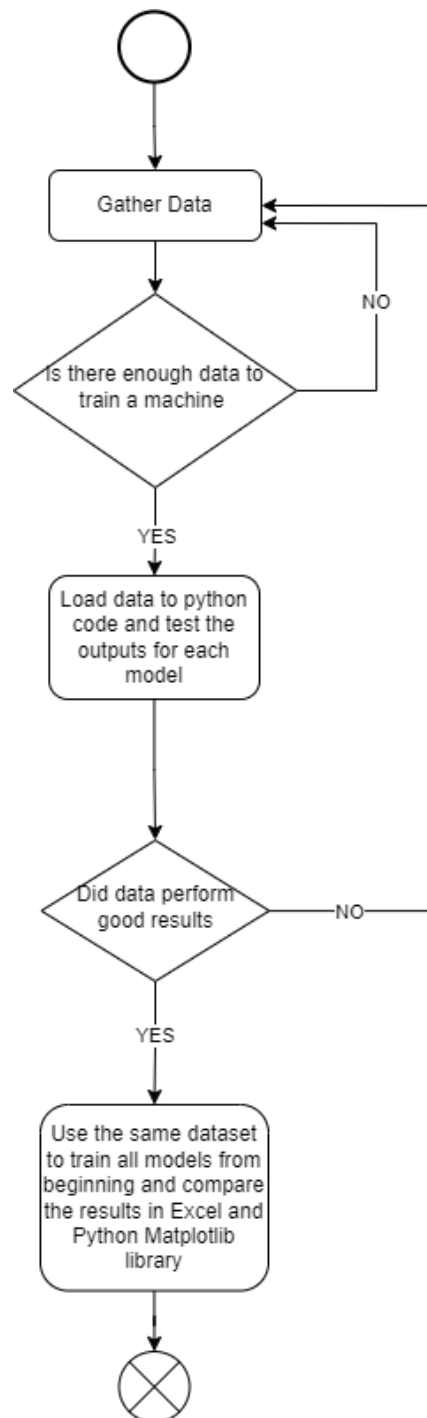 Gather Data
NO
Is there enough data to
train a machine
YES
Load data to python
code and test the
outputs for each
model
Did data perform
good results
NO
YES
Use the same dataset
to train all models from
beginning and compare
the results in Excel and
Python Matplotlib
library